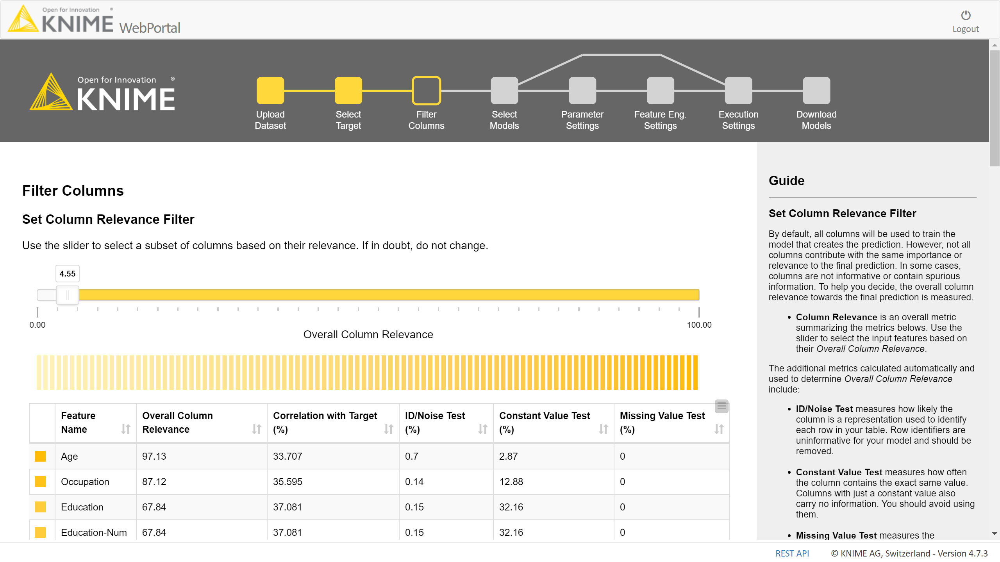 Open for Innovation
KNIME WebPortal
Logout
Open for Innovation ®
KNIME
Upload Dataset
Select Target
Filter Columns
Select Models
Parameter Settings
Feature Eng. Settings
Execution Settings
Download Models
Filter Columns
Set Column Relevance Filter
Use the slider to select a subset of columns based on their relevance. If in doubt, do not change.
4.55
0.00
100.00
Overall Column Relevance
Feature Name
Overall Column Relevance
Correlation with Target (%)
ID/Noise Test (%)
Constant Value Test (%)
Missing Value Test (%)
Age 97.13 33.707 0.7 2.87 0
Occupation 87.12 35.595 0.14 12.88 0
Education 67.84 37.081 0.15 32.16 0
Education-Num 67.84 37.081 0.15 32.16 0
Guide
Set Column Relevance Filter
By default, all columns will be used to train the
model that creates the prediction. However, not all
columns contribute with the same importance or
relevance to the final prediction. In some cases,
columns are not informative or contain spurious
information. To help you decide, the overall column
relevance towards the final prediction is measured.
• Column Relevance is an overall metric
summarizing the metrics belows. Use the
slider to select the input features based on
their Overall Column Relevance.
The additional metrics calculated automatically and
used to determine Overall Column Relevance
include:
• ID/Noise Test measures how likely the
column is a representation used to identify
each row in your table. Row identifiers are
uninformative for your model and should be
removed.
• Constant Value Test measures how often
the column contains the exact same value.
Columns with just a constant value also
carry no information. You should avoid using
them.
• Missing Value Test measures the
REST API
© KNIME AG, Switzerland - Version 4.7.3